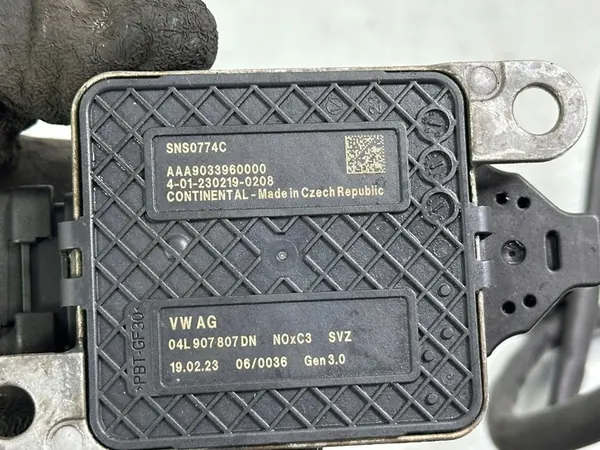 SNS0774C
AAA9033960000
4-01-230219-0208
CONTINENTAL - Made in Czech Republic
>PBT-GF30<
VW AG
04L 907 807 DN NOxC3 SVZ
19.02.23 06/0036 Gen 3.0